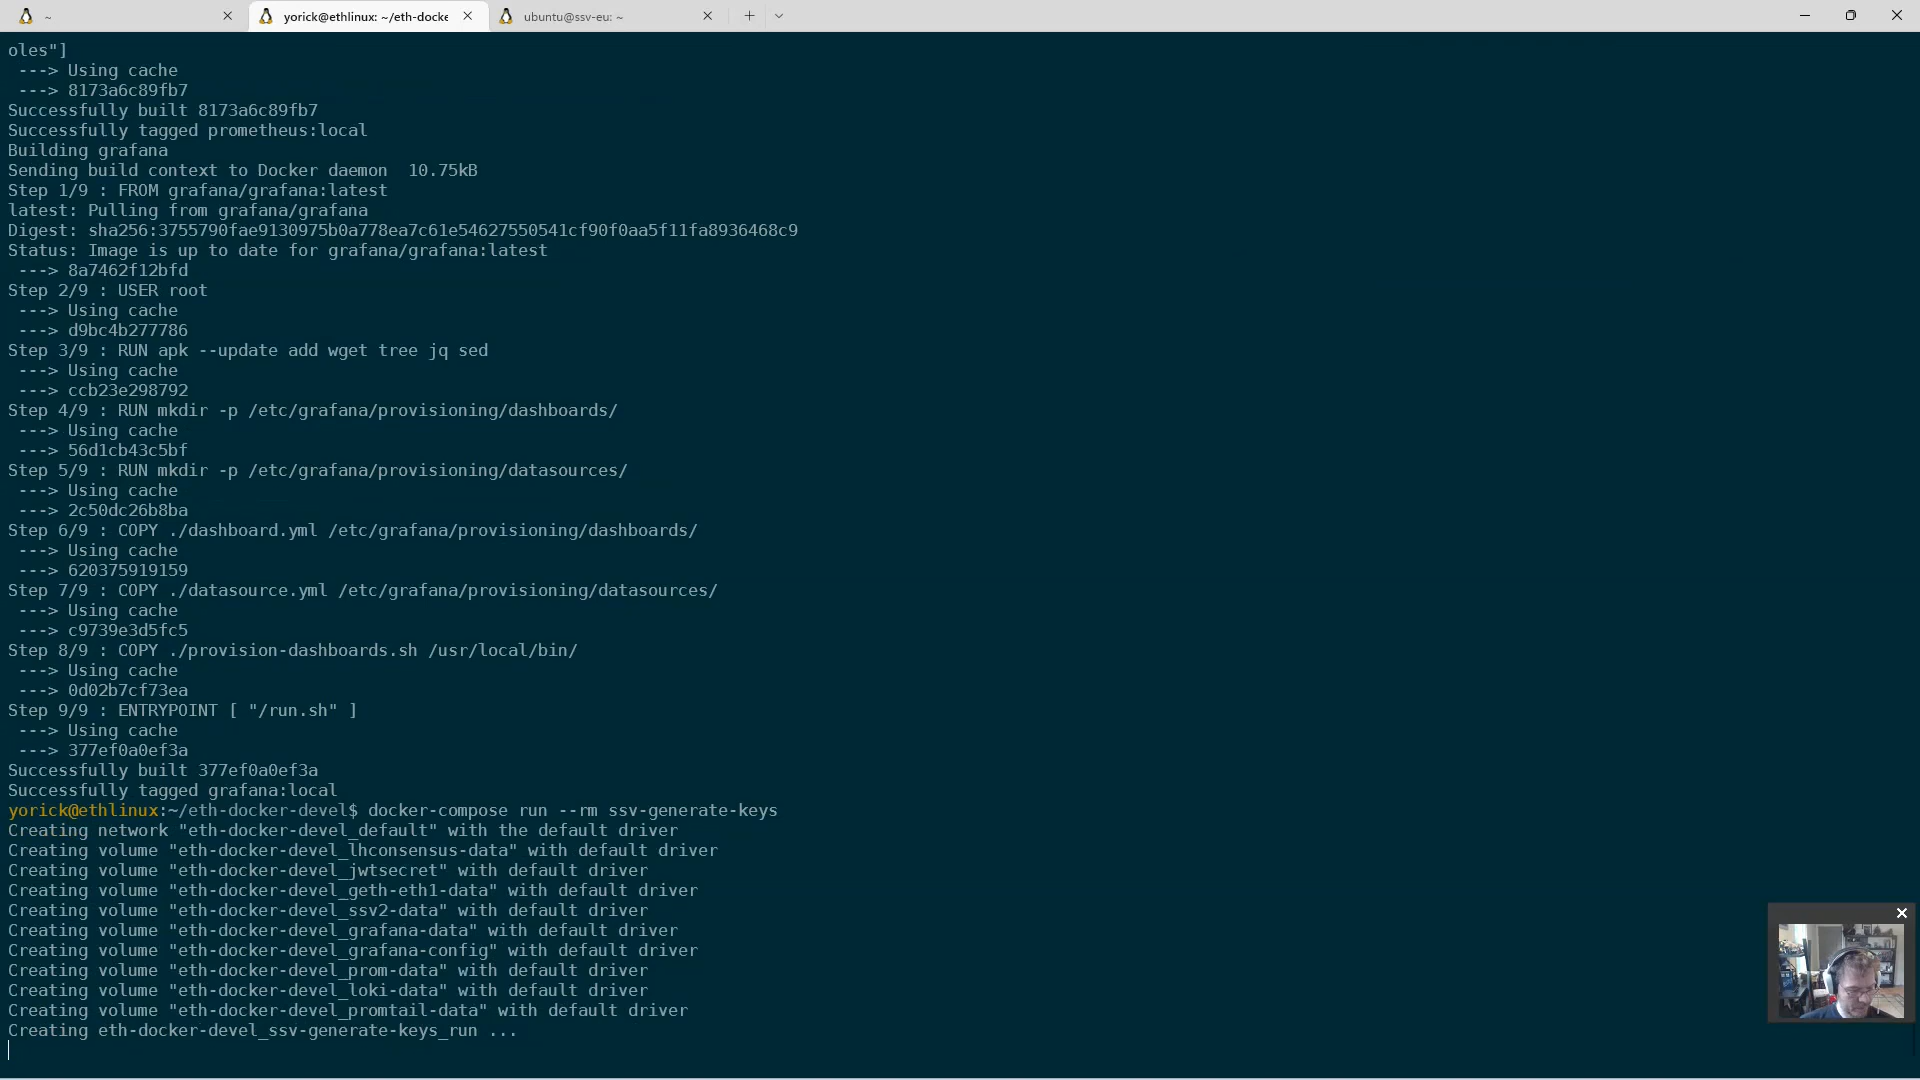 ~
yorick@ethlinux: ~/eth-docke
ubuntu@ssv-eu: ~
oles"]
 ---> Using cache
 ---> 8173a6c89fb7
Successfully built 8173a6c89fb7
Successfully tagged prometheus:local
Building grafana
Sending build context to Docker daemon  10.75kB
Step 1/9 : FROM grafana/grafana:latest
latest: Pulling from grafana/grafana
Digest: sha256:3755790fae9130975b0a778ea7c61e54627550541cf90f0aa5f11fa8936468c9
Status: Image is up to date for grafana/grafana:latest
 ---> 8a7462f12bfd
Step 2/9 : USER root
 ---> Using cache
 ---> d9bc4b277786
Step 3/9 : RUN apk --update add wget tree jq sed
 ---> Using cache
 ---> ccb23e298792
Step 4/9 : RUN mkdir -p /etc/grafana/provisioning/dashboards/
 ---> Using cache
 ---> 56d1cb43c5bf
Step 5/9 : RUN mkdir -p /etc/grafana/provisioning/datasources/
 ---> Using cache
 ---> 2c50dc26b8ba
Step 6/9 : COPY ./dashboard.yml /etc/grafana/provisioning/dashboards/
 ---> Using cache
 ---> 620375919159
Step 7/9 : COPY ./datasource.yml /etc/grafana/provisioning/datasources/
 ---> Using cache
 ---> c9739e3d5fc5
Step 8/9 : COPY ./provision-dashboards.sh /usr/local/bin/
 ---> Using cache
 ---> 0d02b7cf73ea
Step 9/9 : ENTRYPOINT [ "/run.sh" ]
 ---> Using cache
 ---> 377ef0a0ef3a
Successfully built 377ef0a0ef3a
Successfully tagged grafana:local
yorick@ethlinux:~/eth-docker-devel$ docker-compose run --rm ssv-generate-keys
Creating network "eth-docker-devel_default" with the default driver
Creating volume "eth-docker-devel_lhconsensus-data" with default driver
Creating volume "eth-docker-devel_jwtsecret" with default driver
Creating volume "eth-docker-devel_geth-eth1-data" with default driver
Creating volume "eth-docker-devel_ssv2-data" with default driver
Creating volume "eth-docker-devel_grafana-data" with default driver
Creating volume "eth-docker-devel_grafana-config" with default driver
Creating volume "eth-docker-devel_prom-data" with default driver
Creating volume "eth-docker-devel_loki-data" with default driver
Creating volume "eth-docker-devel_promtail-data" with default driver
Creating eth-docker-devel_ssv-generate-keys_run ...